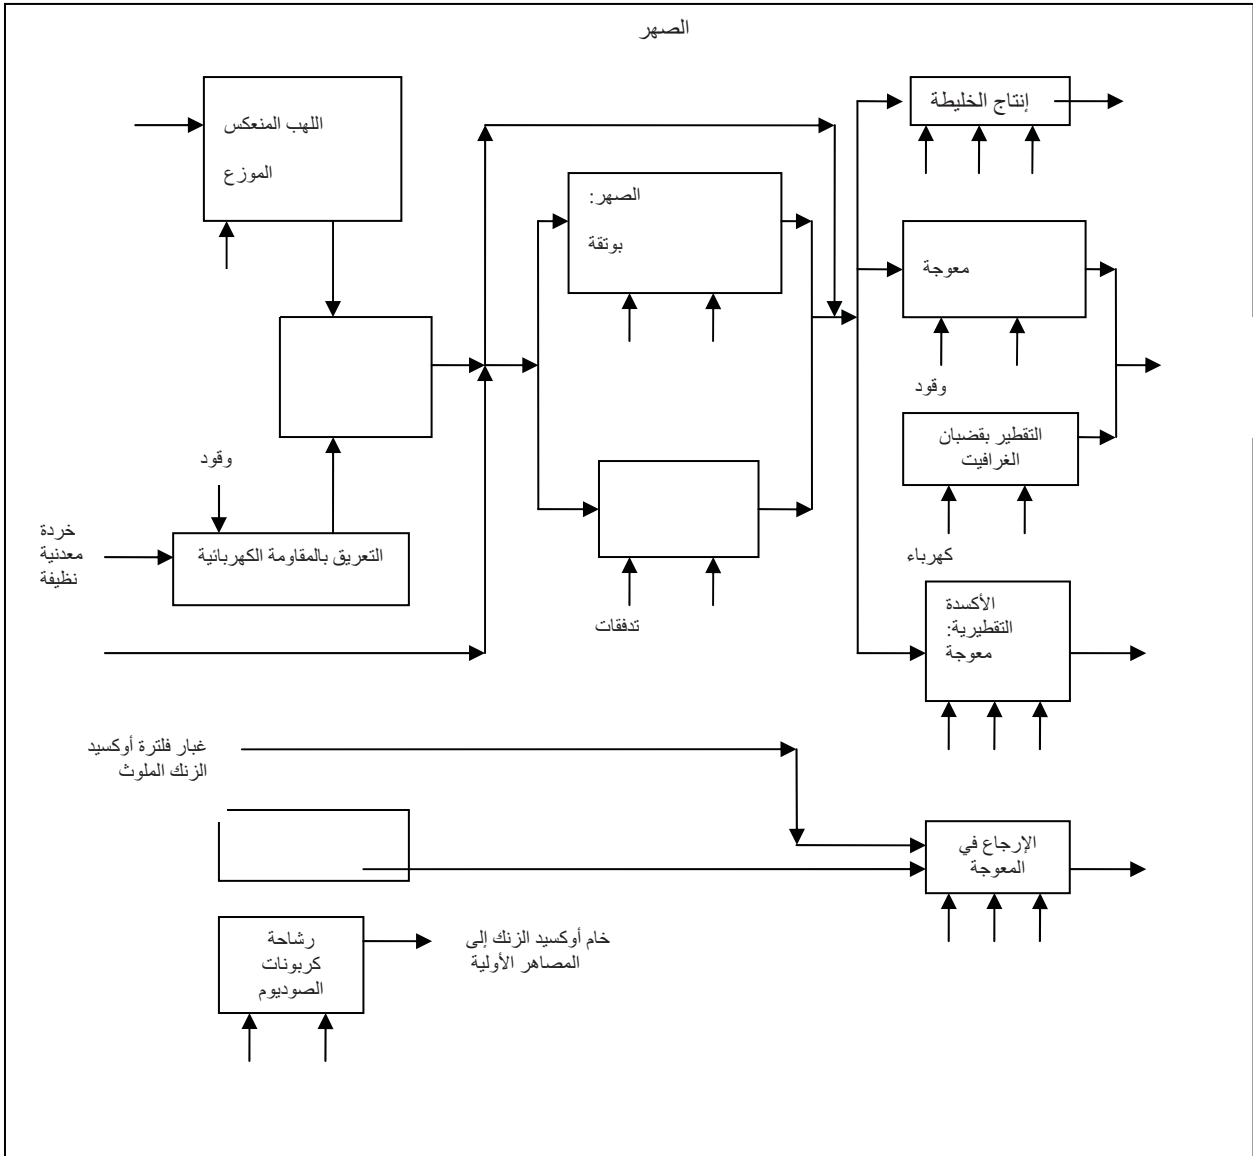 الصهر
اللهب المنعكس
الموزع
إنتاج الخليطة
الصهر:
بوتقة
معوجة
وقود
التقطير بقضبان
الغرافيت
كهرباء
وقود
خردة
معدنية
نظيفة
التعريق بالمقاومة الكهربائية
تدفقات
الأكسدة
التقطيرية:
معوجة
غبار فلترة أوكسيد
الزنك الملوث
الإرجاع في
المعوجة
رشاحة
كربونات
الصوديوم
خام أوكسيد الزنك إلى
المصاهر الأولية